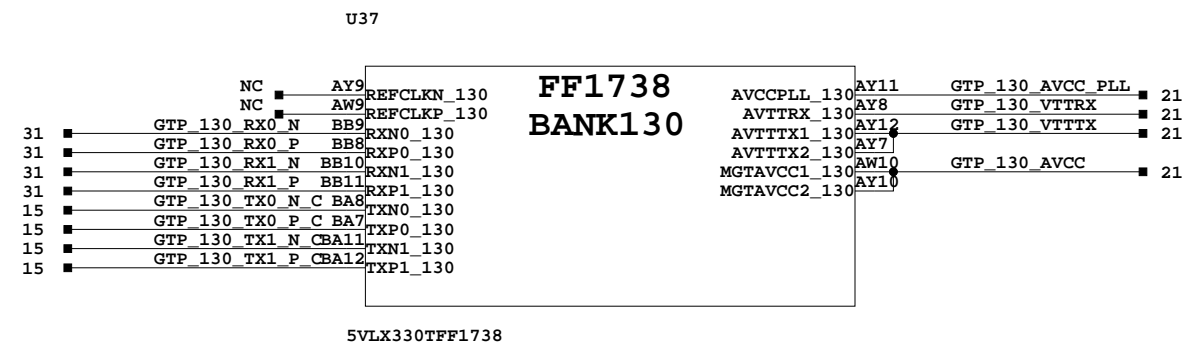 U37
FF1738
BANK130
NC AY9 REFCLKN_130
NC AW9 REFCLKP_130
31 GTP_130_RX0_N BB9 RXN0_130
31 GTP_130_RX0_P BB8 RXP0_130
31 GTP_130_RX1_N BB10 RXN1_130
31 GTP_130_RX1_P BB11 RXP1_130
15 GTP_130_TX0_N_C BA8 TXN0_130
15 GTP_130_TX0_P_C BA7 TXP0_130
15 GTP_130_TX1_N_C BA11 TXN1_130
15 GTP_130_TX1_P_C BA12 TXP1_130
AVCCPLL_130 AY11 GTP_130_AVCC_PLL 21
AVTTRX_130 AY8 GTP_130_VTTRX 21
AVTTTX1_130 AY12 GTP_130_VTTTX 21
AVTTTX2_130 AY7
MGTAVCC1_130 AW10 GTP_130_AVCC 21
MGTAVCC2_130 AY10
5VLX330TFF1738